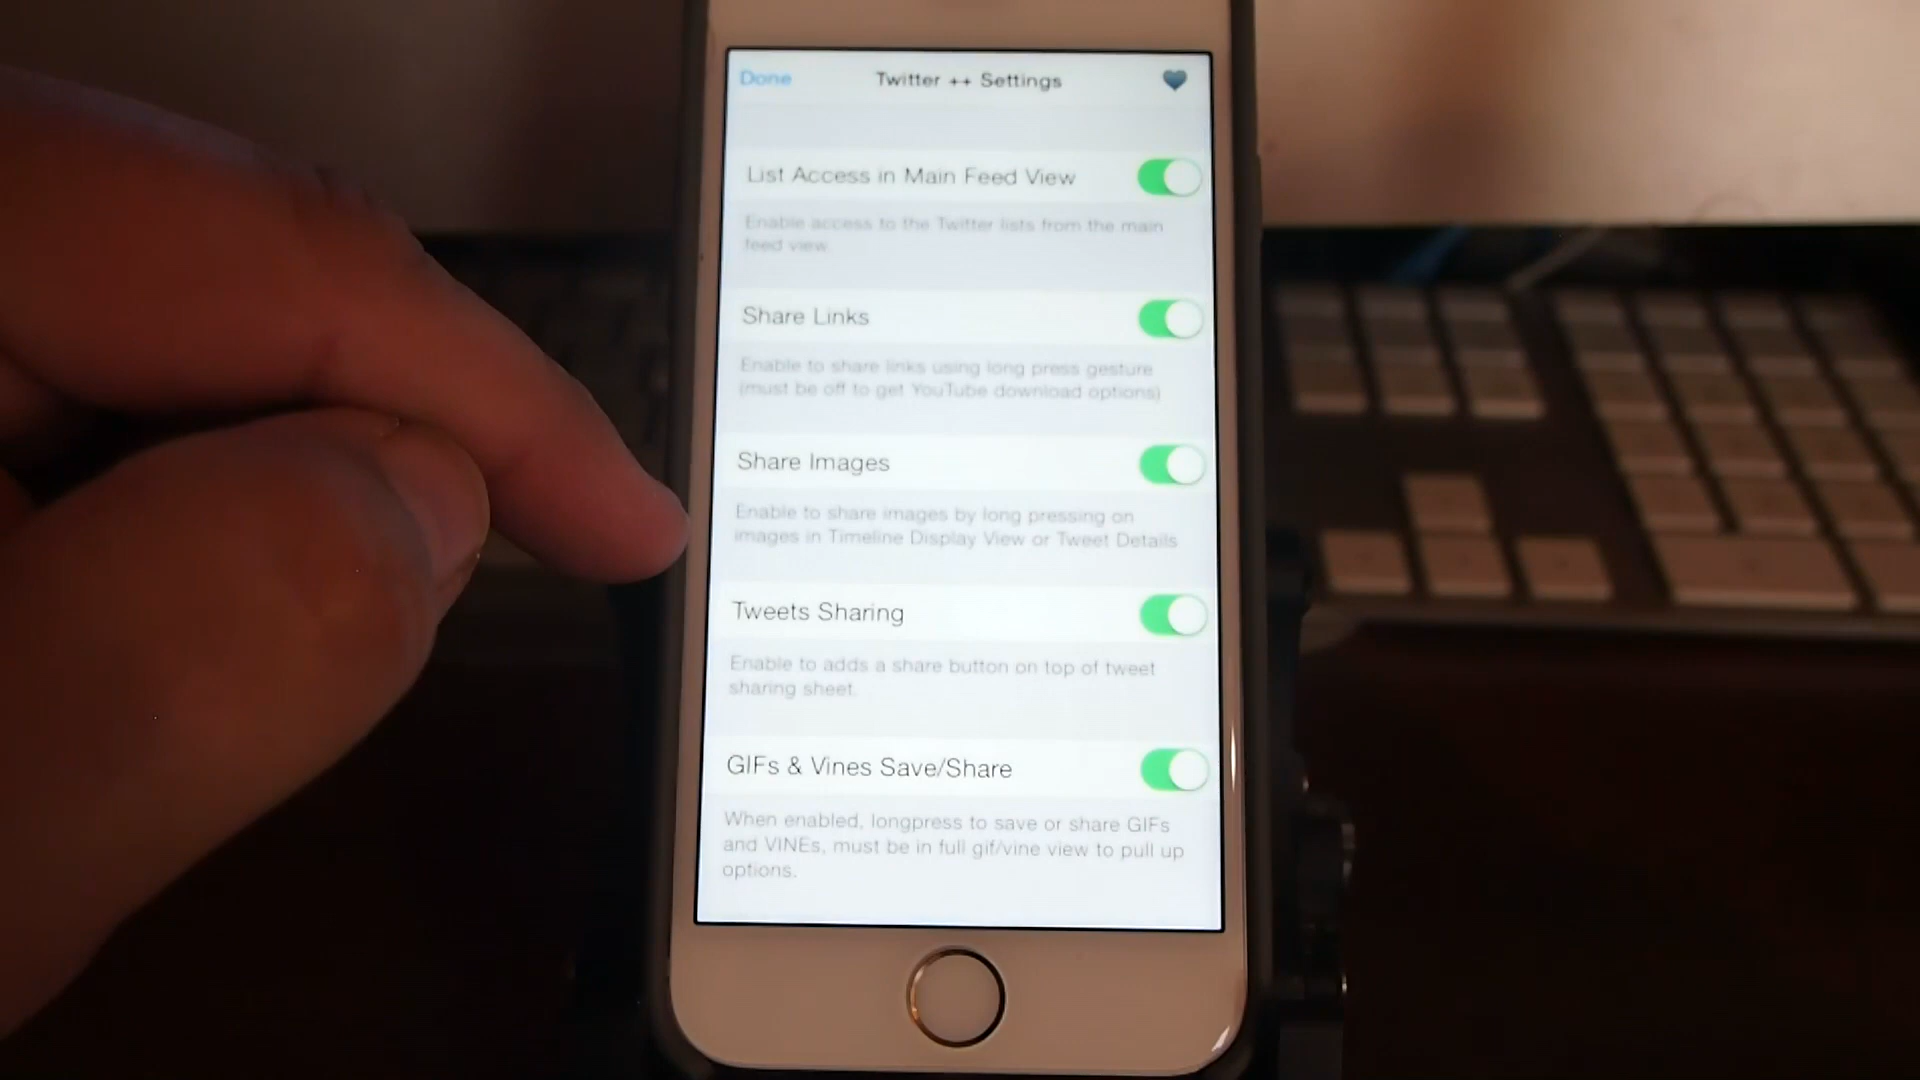 Done
Twitter ++ Settings
List Access in Main Feed View
Enable access to the Twitter lists from the main
feed view.
Share Links
Enable to share links using long press gesture
(must be off to get YouTube download options)
Share Images
Enable to share images by long pressing on
images in Timeline Display View or Tweet Details
Tweets Sharing
Enable to adds a share button on top of tweet
sharing sheet.
GIFs & Vines Save/Share
When enabled, longpress to save or share GIFs
and VINEs, must be in full gif/vine view to pull up
options.